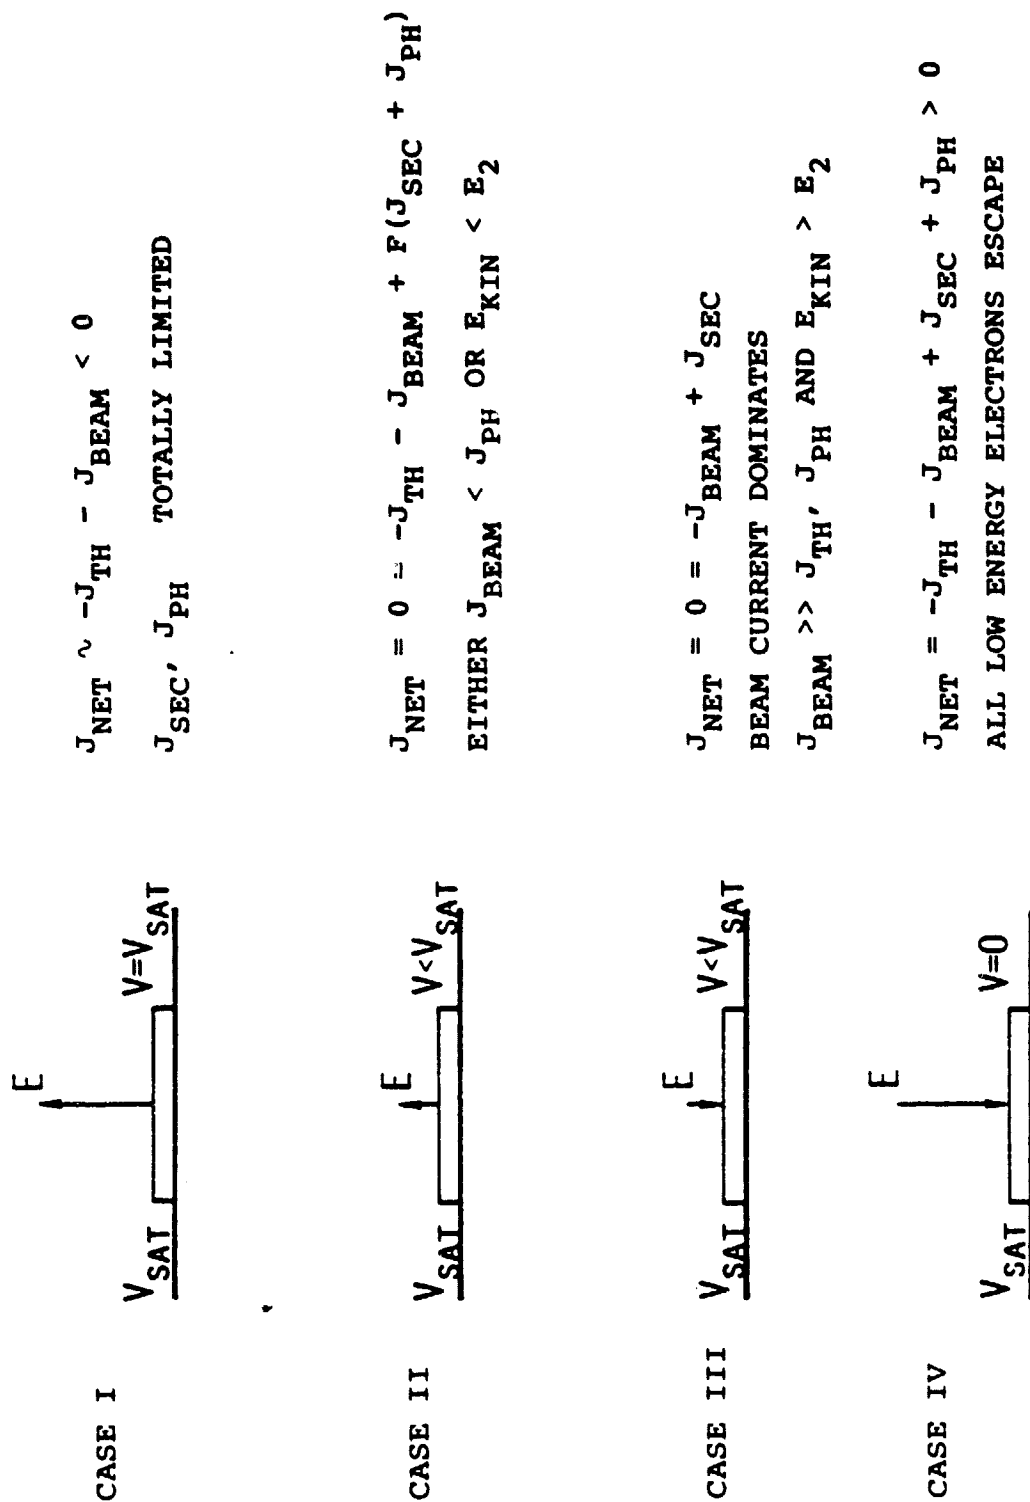 CASE I
V_SAT
E
V=V_SAT
J_NET ~ -J_TH - J_BEAM < 0
J_SEC, J_PH TOTALLY LIMITED
CASE II
V_SAT
E
V<V_SAT
J_NET = 0 = -J_TH - J_BEAM + F(J_SEC + J_PH)
EITHER J_BEAM < J_PH OR E_KIN < E_2
CASE III
V_SAT
E
V<V_SAT
J_NET = 0 = -J_BEAM + J_SEC
BEAM CURRENT DOMINATES
J_BEAM >> J_TH, J_PH AND E_KIN > E_2
CASE IV
V_SAT
E
V=0
J_NET = -J_TH - J_BEAM + J_SEC + J_PH > 0
ALL LOW ENERGY ELECTRONS ESCAPE